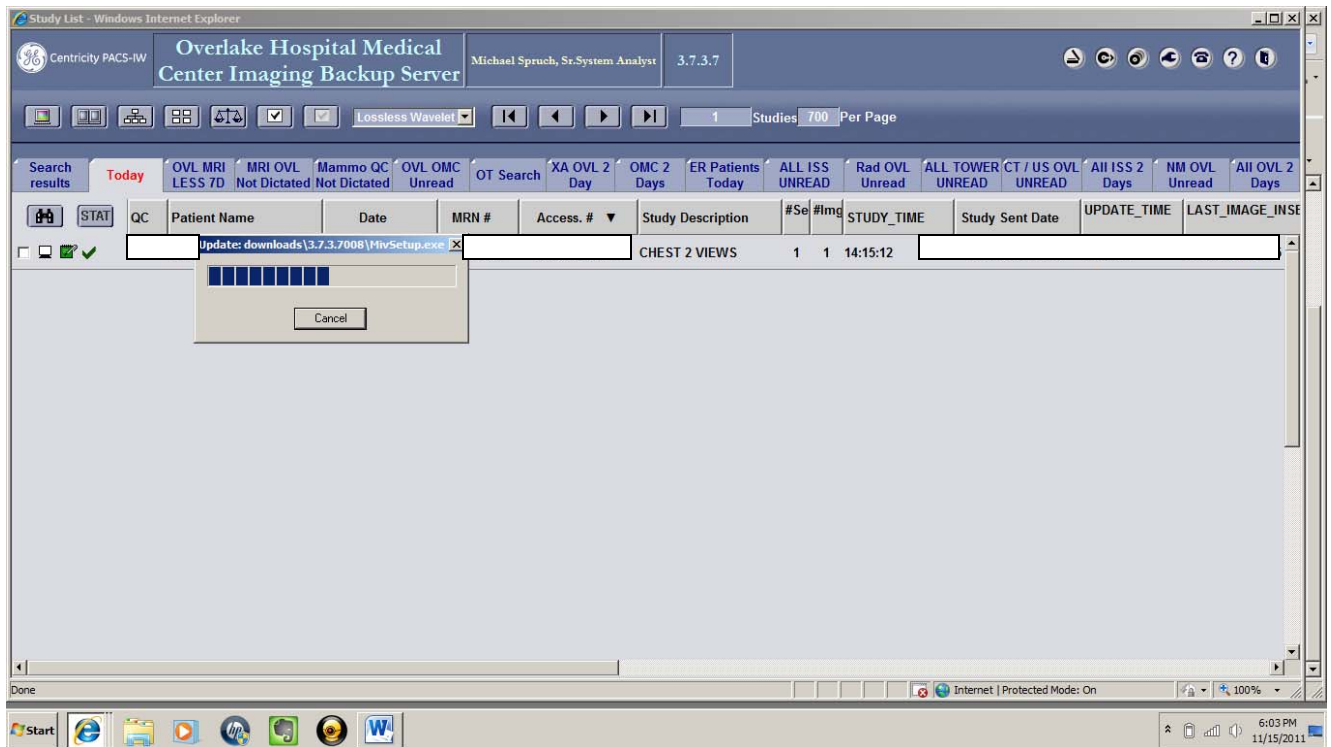 Study List - Windows Internet Explorer
Centricity PACS-IW
Overlake Hospital Medical
Center Imaging Backup Server
Michael Spruch, Sr.System Analyst
3.7.3.7
Lossless Wavelet
1 Studies 700 Per Page
Search results
Today
OVL MRI LESS 7D
MRI OVL Not Dictated
Mammo QC Not Dictated
OVL OMC Unread
OT Search
XA OVL 2 Day
OMC 2 Days
ER Patients Today
ALL ISS UNREAD
Rad OVL Unread
ALL TOWER UNREAD
CT / US OVL UNREAD
All ISS 2 Days
NM OVL Unread
All OVL 2 Days
STAT QC Patient Name Date MRN # Access. # ▼ Study Description #Se #Img STUDY_TIME Study Sent Date UPDATE_TIME LAST_IMAGE_INSE
Update: downloads\3.7.3.7008\MivSetup.exe
CHEST 2 VIEWS 1 1 14:15:12
Cancel
Done
Internet | Protected Mode: On
100%
Start
6:03 PM
11/15/2011